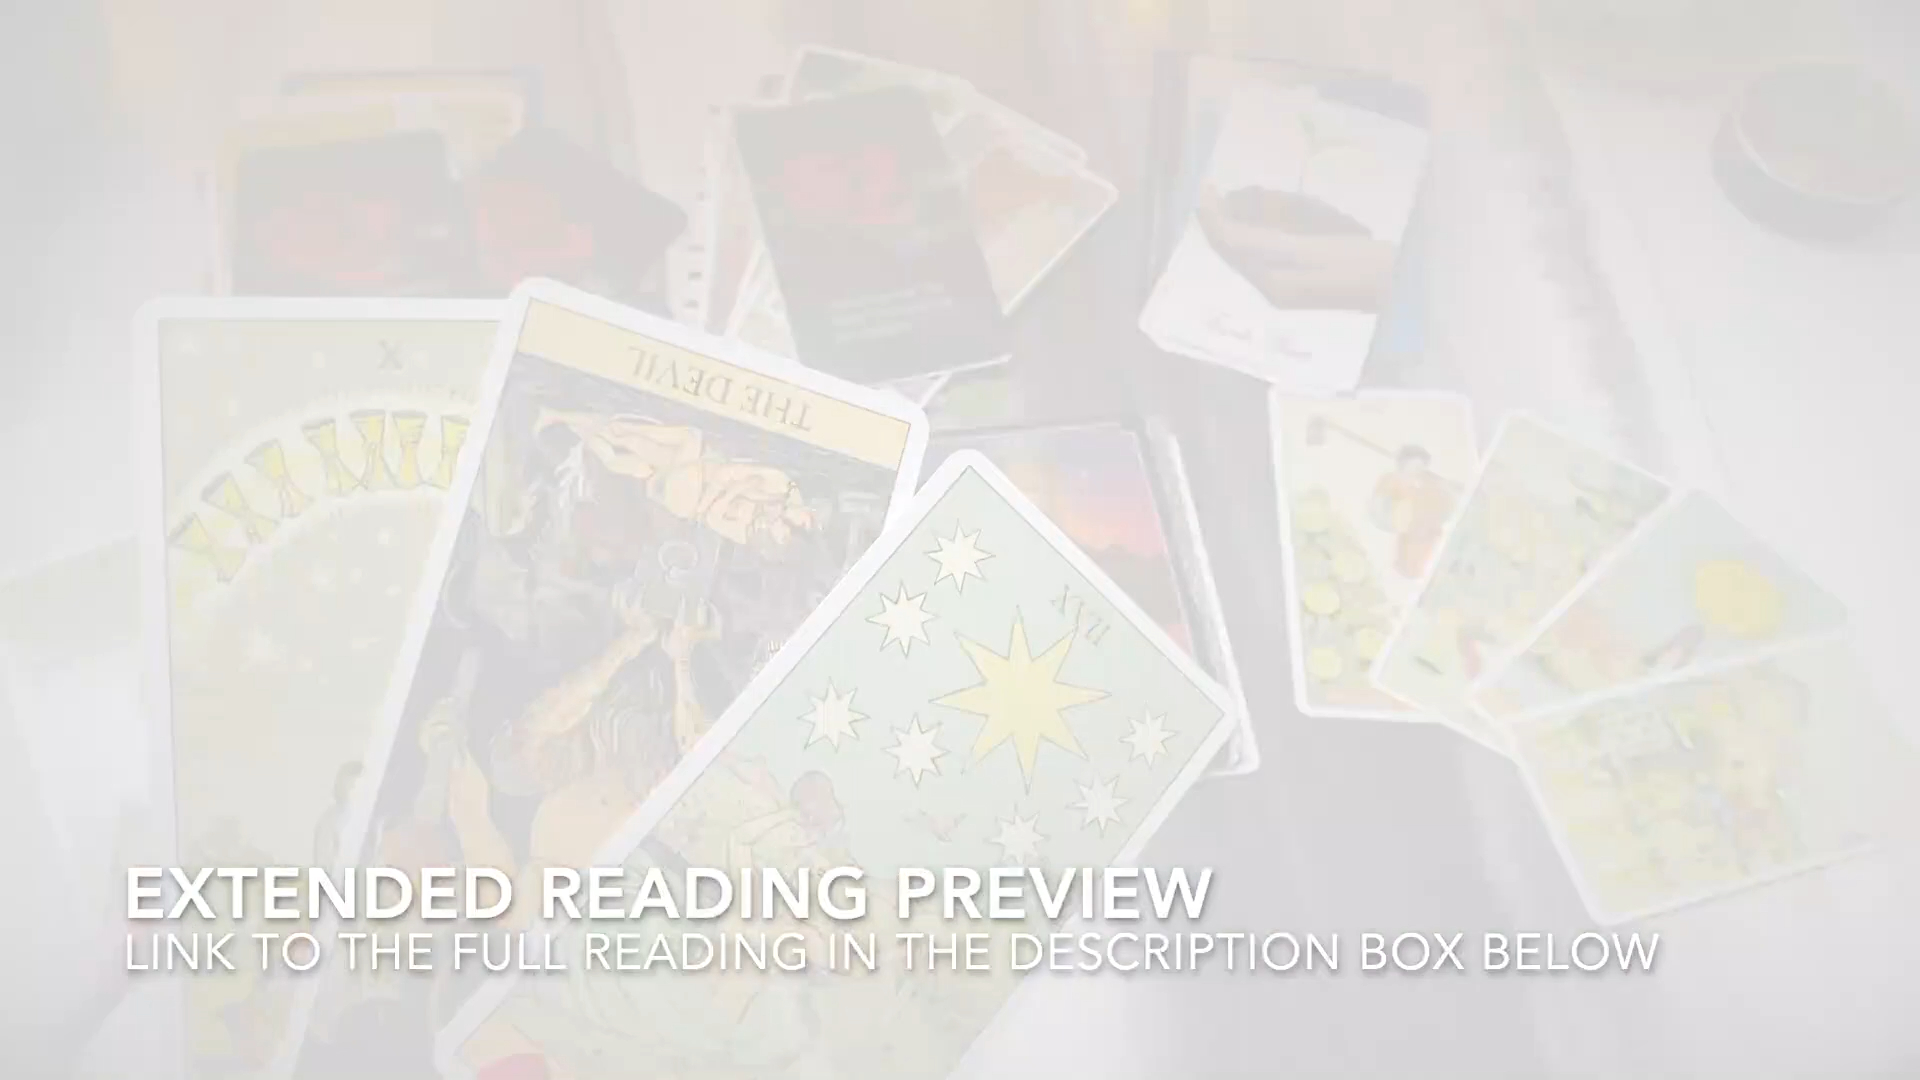 X
THE DEVIL
XVII
EXTENDED READING PREVIEW
LINK TO THE FULL READING IN THE DESCRIPTION BOX BELOW